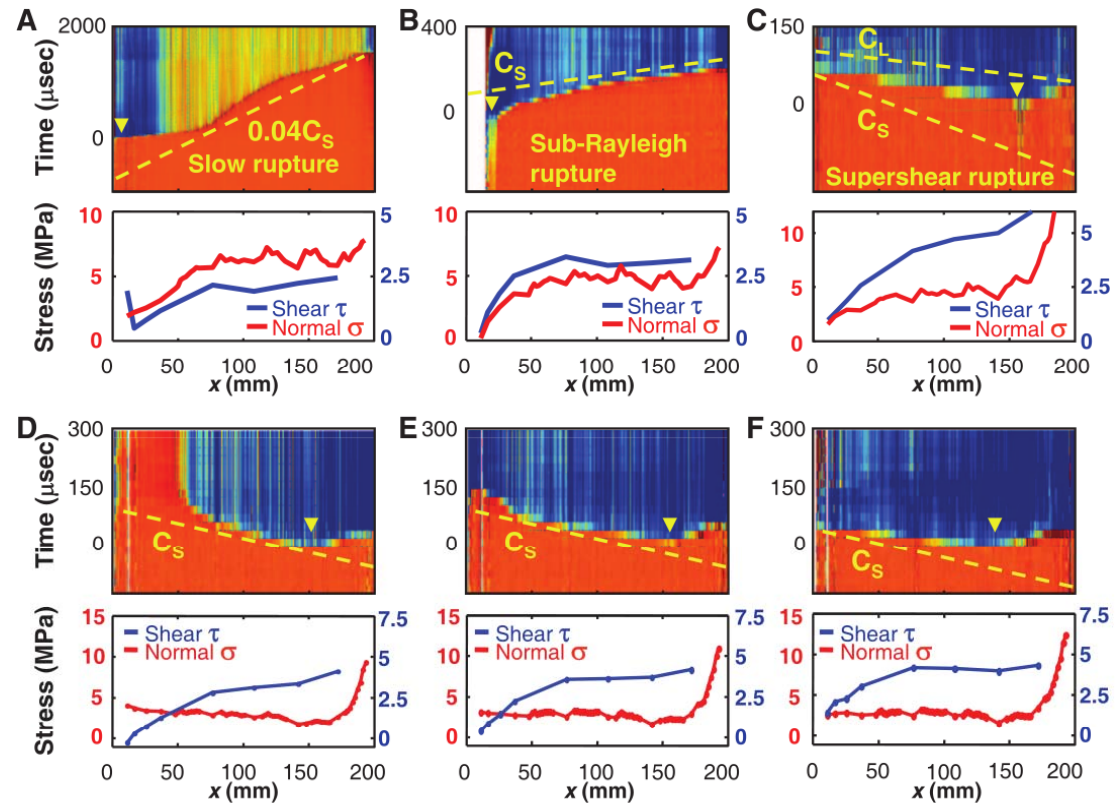 A
B
C
Time (μsec)
2000
0
0.04C_S
Slow rupture
400
0
C_S
Sub-Rayleigh
rupture
150
0
C_L
C_S
Supershear rupture
Stress (MPa)
10
5
0
5
2.5
0
Shear τ
Normal σ
0 50 100 150 200
x (mm)
10
5
0
5
2.5
0
Shear τ
Normal σ
0 50 100 150 200
x (mm)
10
5
0
5
2.5
0
Shear τ
Normal σ
0 50 100 150 200
x (mm)
D
E
F
Time (μsec)
300
150
0
C_S
300
150
0
C_S
300
150
0
C_S
Stress (MPa)
15
10
5
0
7.5
5
2.5
0
Shear τ
Normal σ
0 50 100 150 200
x (mm)
15
10
5
0
7.5
5
2.5
0
Shear τ
Normal σ
0 50 100 150 200
x (mm)
15
10
5
0
7.5
5
2.5
0
Shear τ
Normal σ
0 50 100 150 200
x (mm)